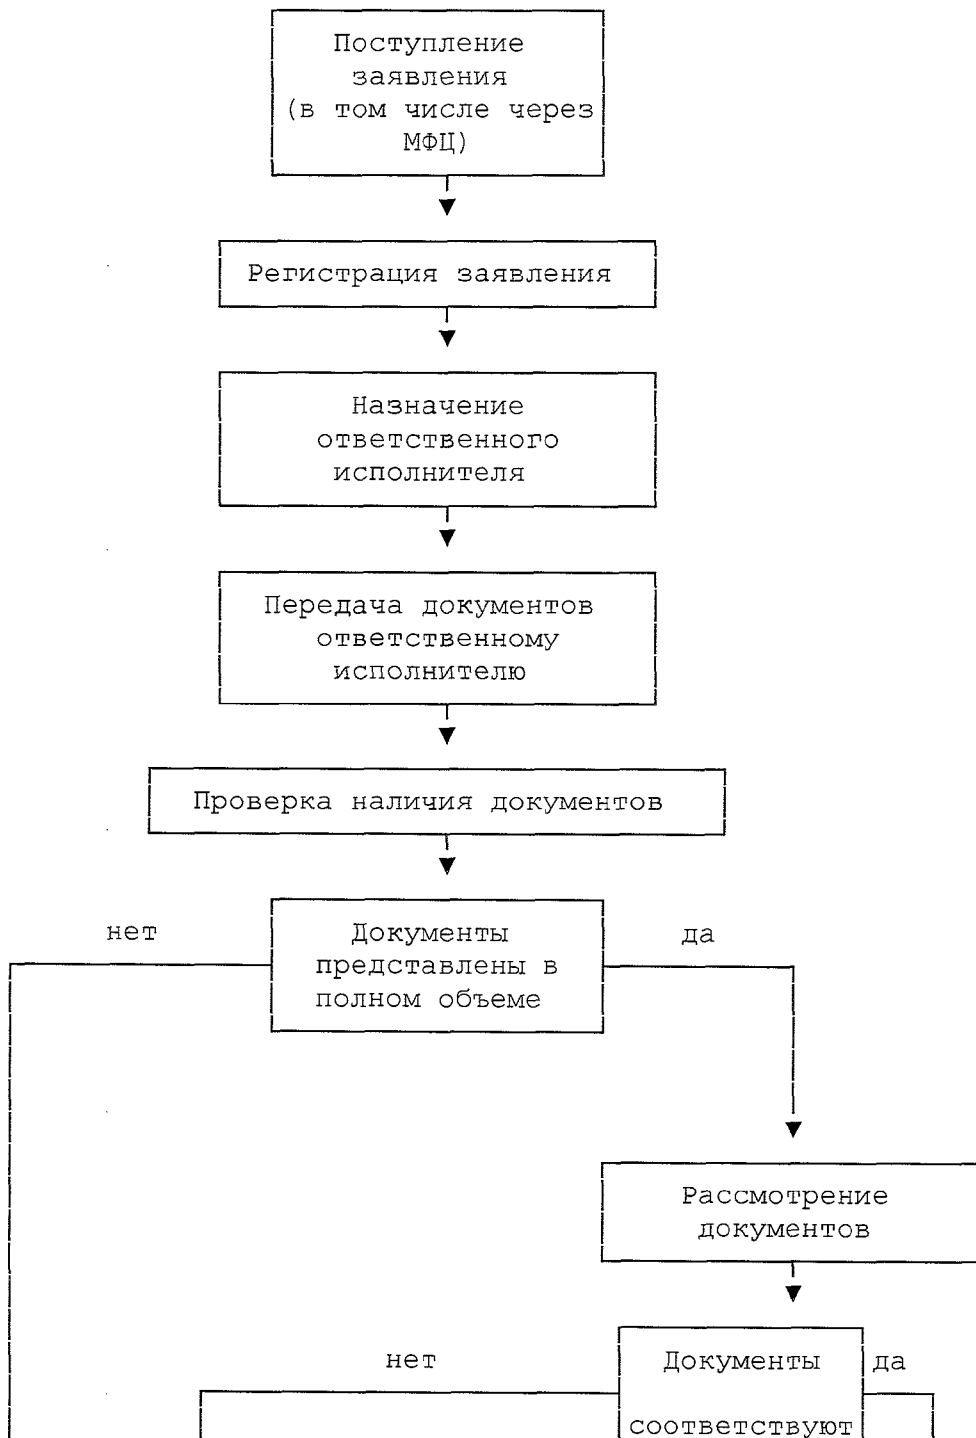 Поступление
заявления
(в том числе через
МФЦ)
Регистрация заявления
Назначение
ответственного
исполнителя
Передача документов
ответственному
исполнителю
Проверка наличия документов
нет
Документы
представлены в
полном объеме
да
Рассмотрение
документов
нет
Документы
да
соответствуют